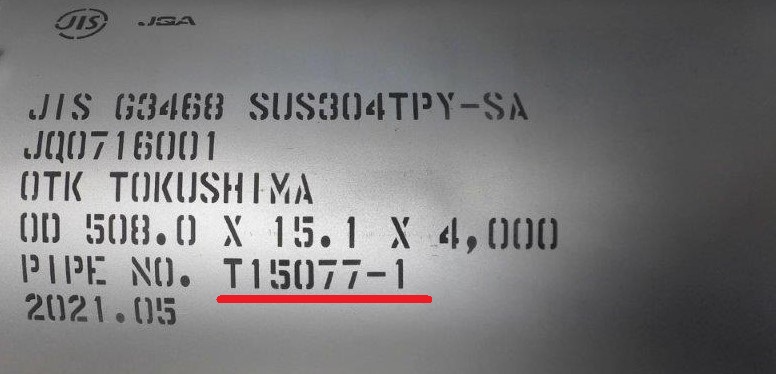 JIS JQA
JIS G3468 SUS304TPY-SA
JQ0716001
OTK TOKUSHIMA
OD 508.0 X 15.1 X 4,000
PIPE NO. T15077-1
2021.05